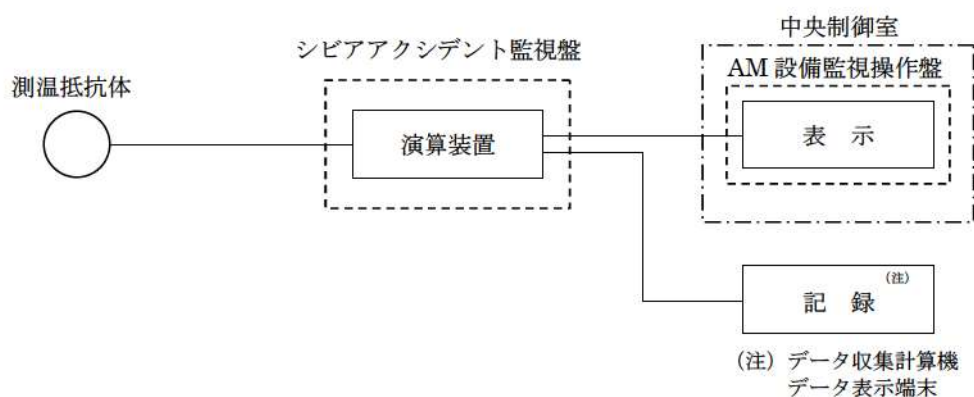 中央制御室
シビアアクシデント監視盤
AM 設備監視操作盤
測温抵抗体
演算装置
表 示
記 録 (注)
(注) データ収集計算機
データ表示端末